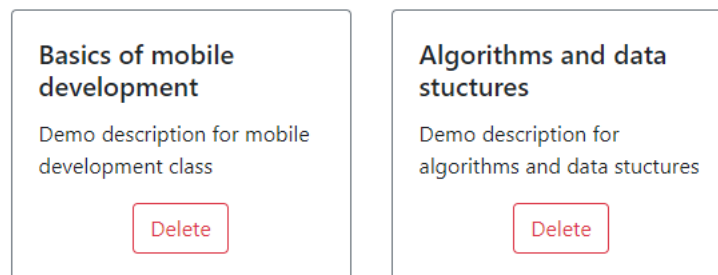 Basics of mobile
development
Demo description for mobile
development class
Delete
Algorithms and data
stuctures
Demo description for
algorithms and data stuctures
Delete